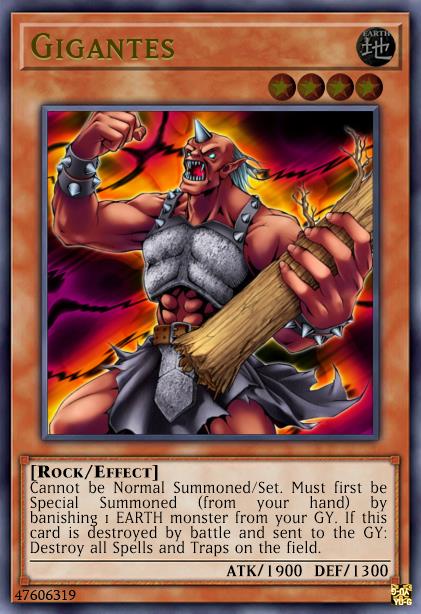 GIGANTES
EARTH
地
[ROCK/EFFECT]
Cannot be Normal Summoned/Set. Must first be
Special Summoned (from your hand) by
banishing 1 EARTH monster from your GY. If this
card is destroyed by battle and sent to the GY:
Destroy all Spells and Traps on the field.
ATK/1900 DEF/1300
47606319